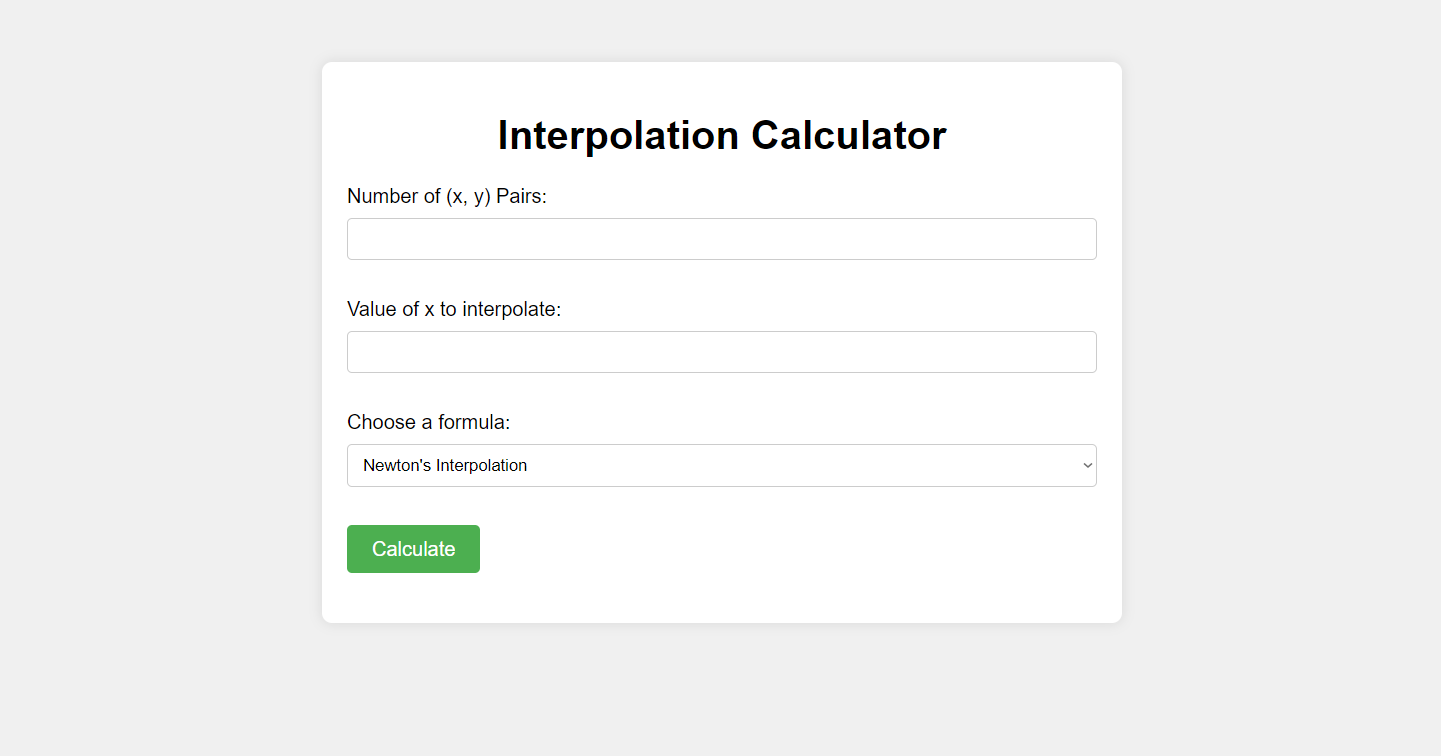 Interpolation Calculator
Number of (x, y) Pairs:
Value of x to interpolate:
Choose a formula:
Newton's Interpolation
Calculate